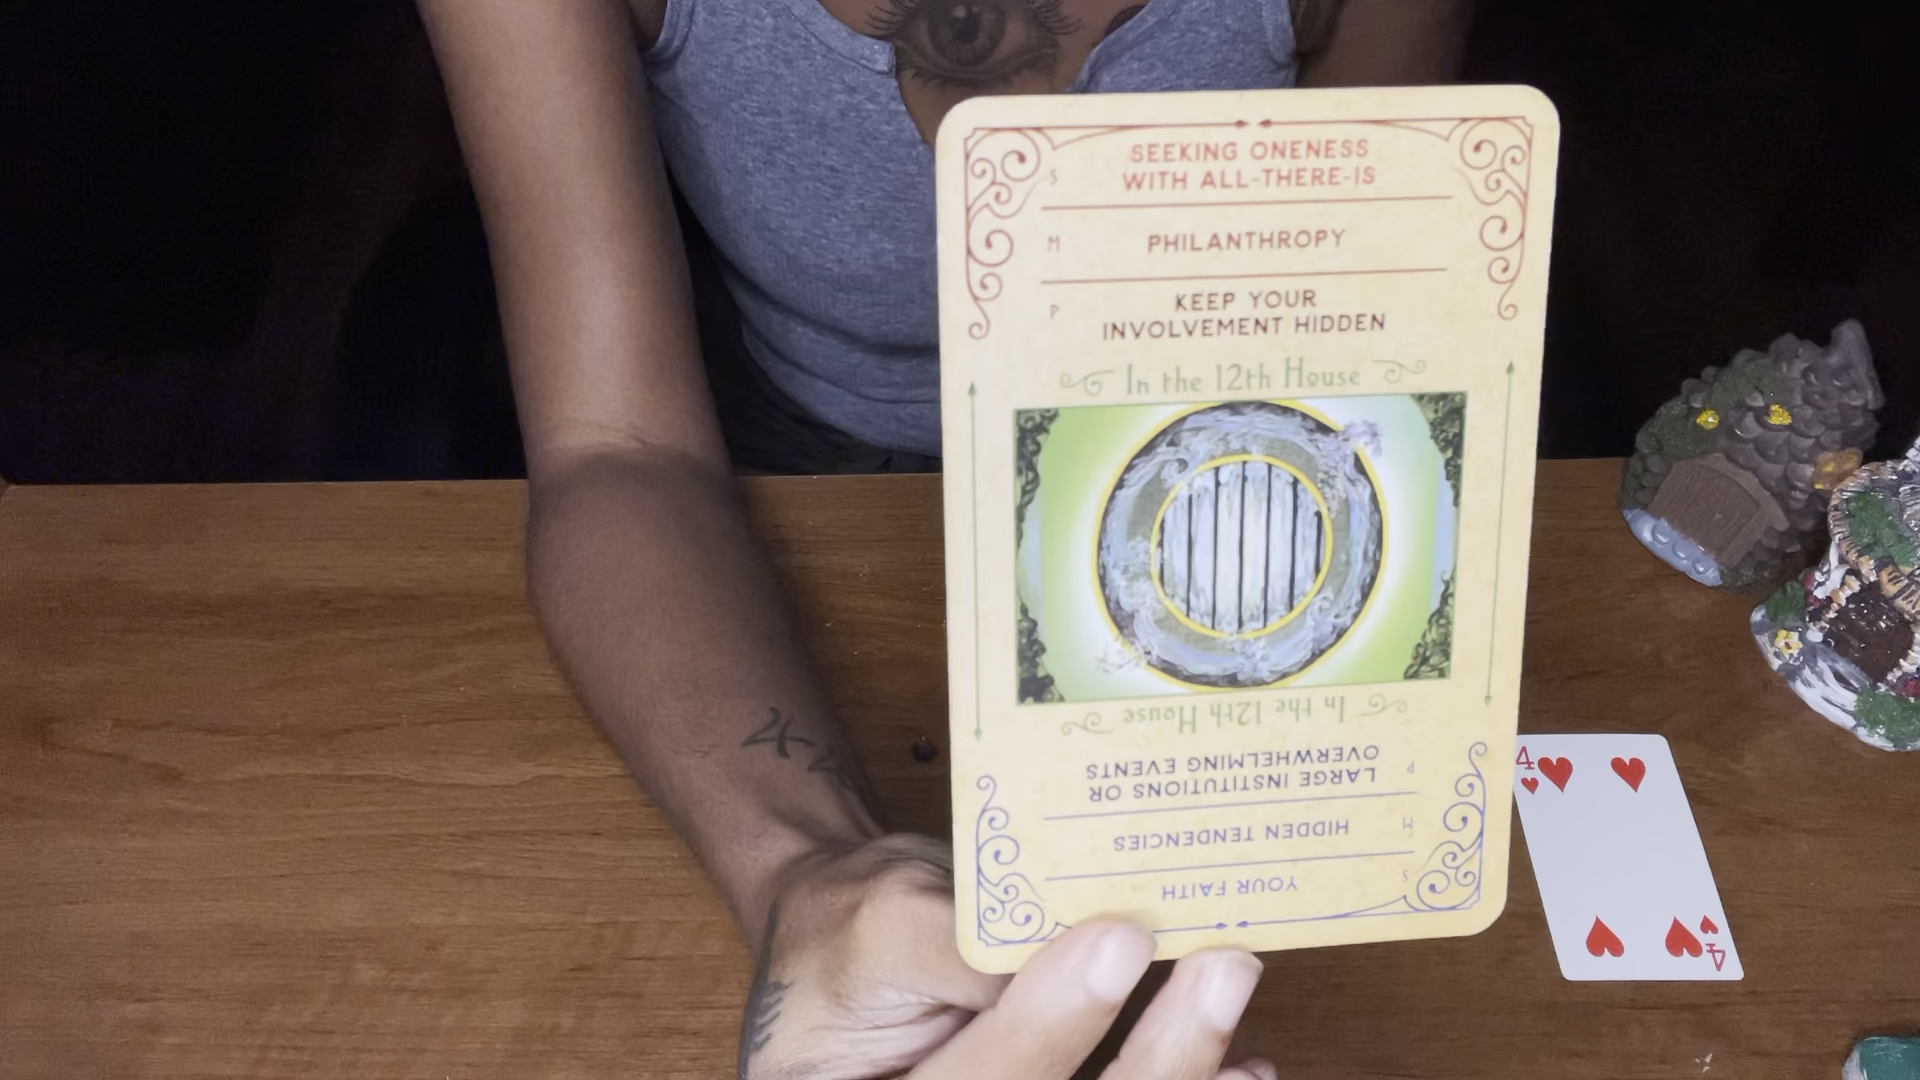 SEEKING ONENESS
S
WITH ALL-THERE-IS
M PHILANTHROPY
KEEP YOUR
P
INVOLVEMENT HIDDEN
In the 12th House
In the 12th House
LARGE INSTITUTIONS OR
OVERWHELMING EVENTS
P
HIDDEN TENDENCIES
M
YOUR FAITH
S
4
4